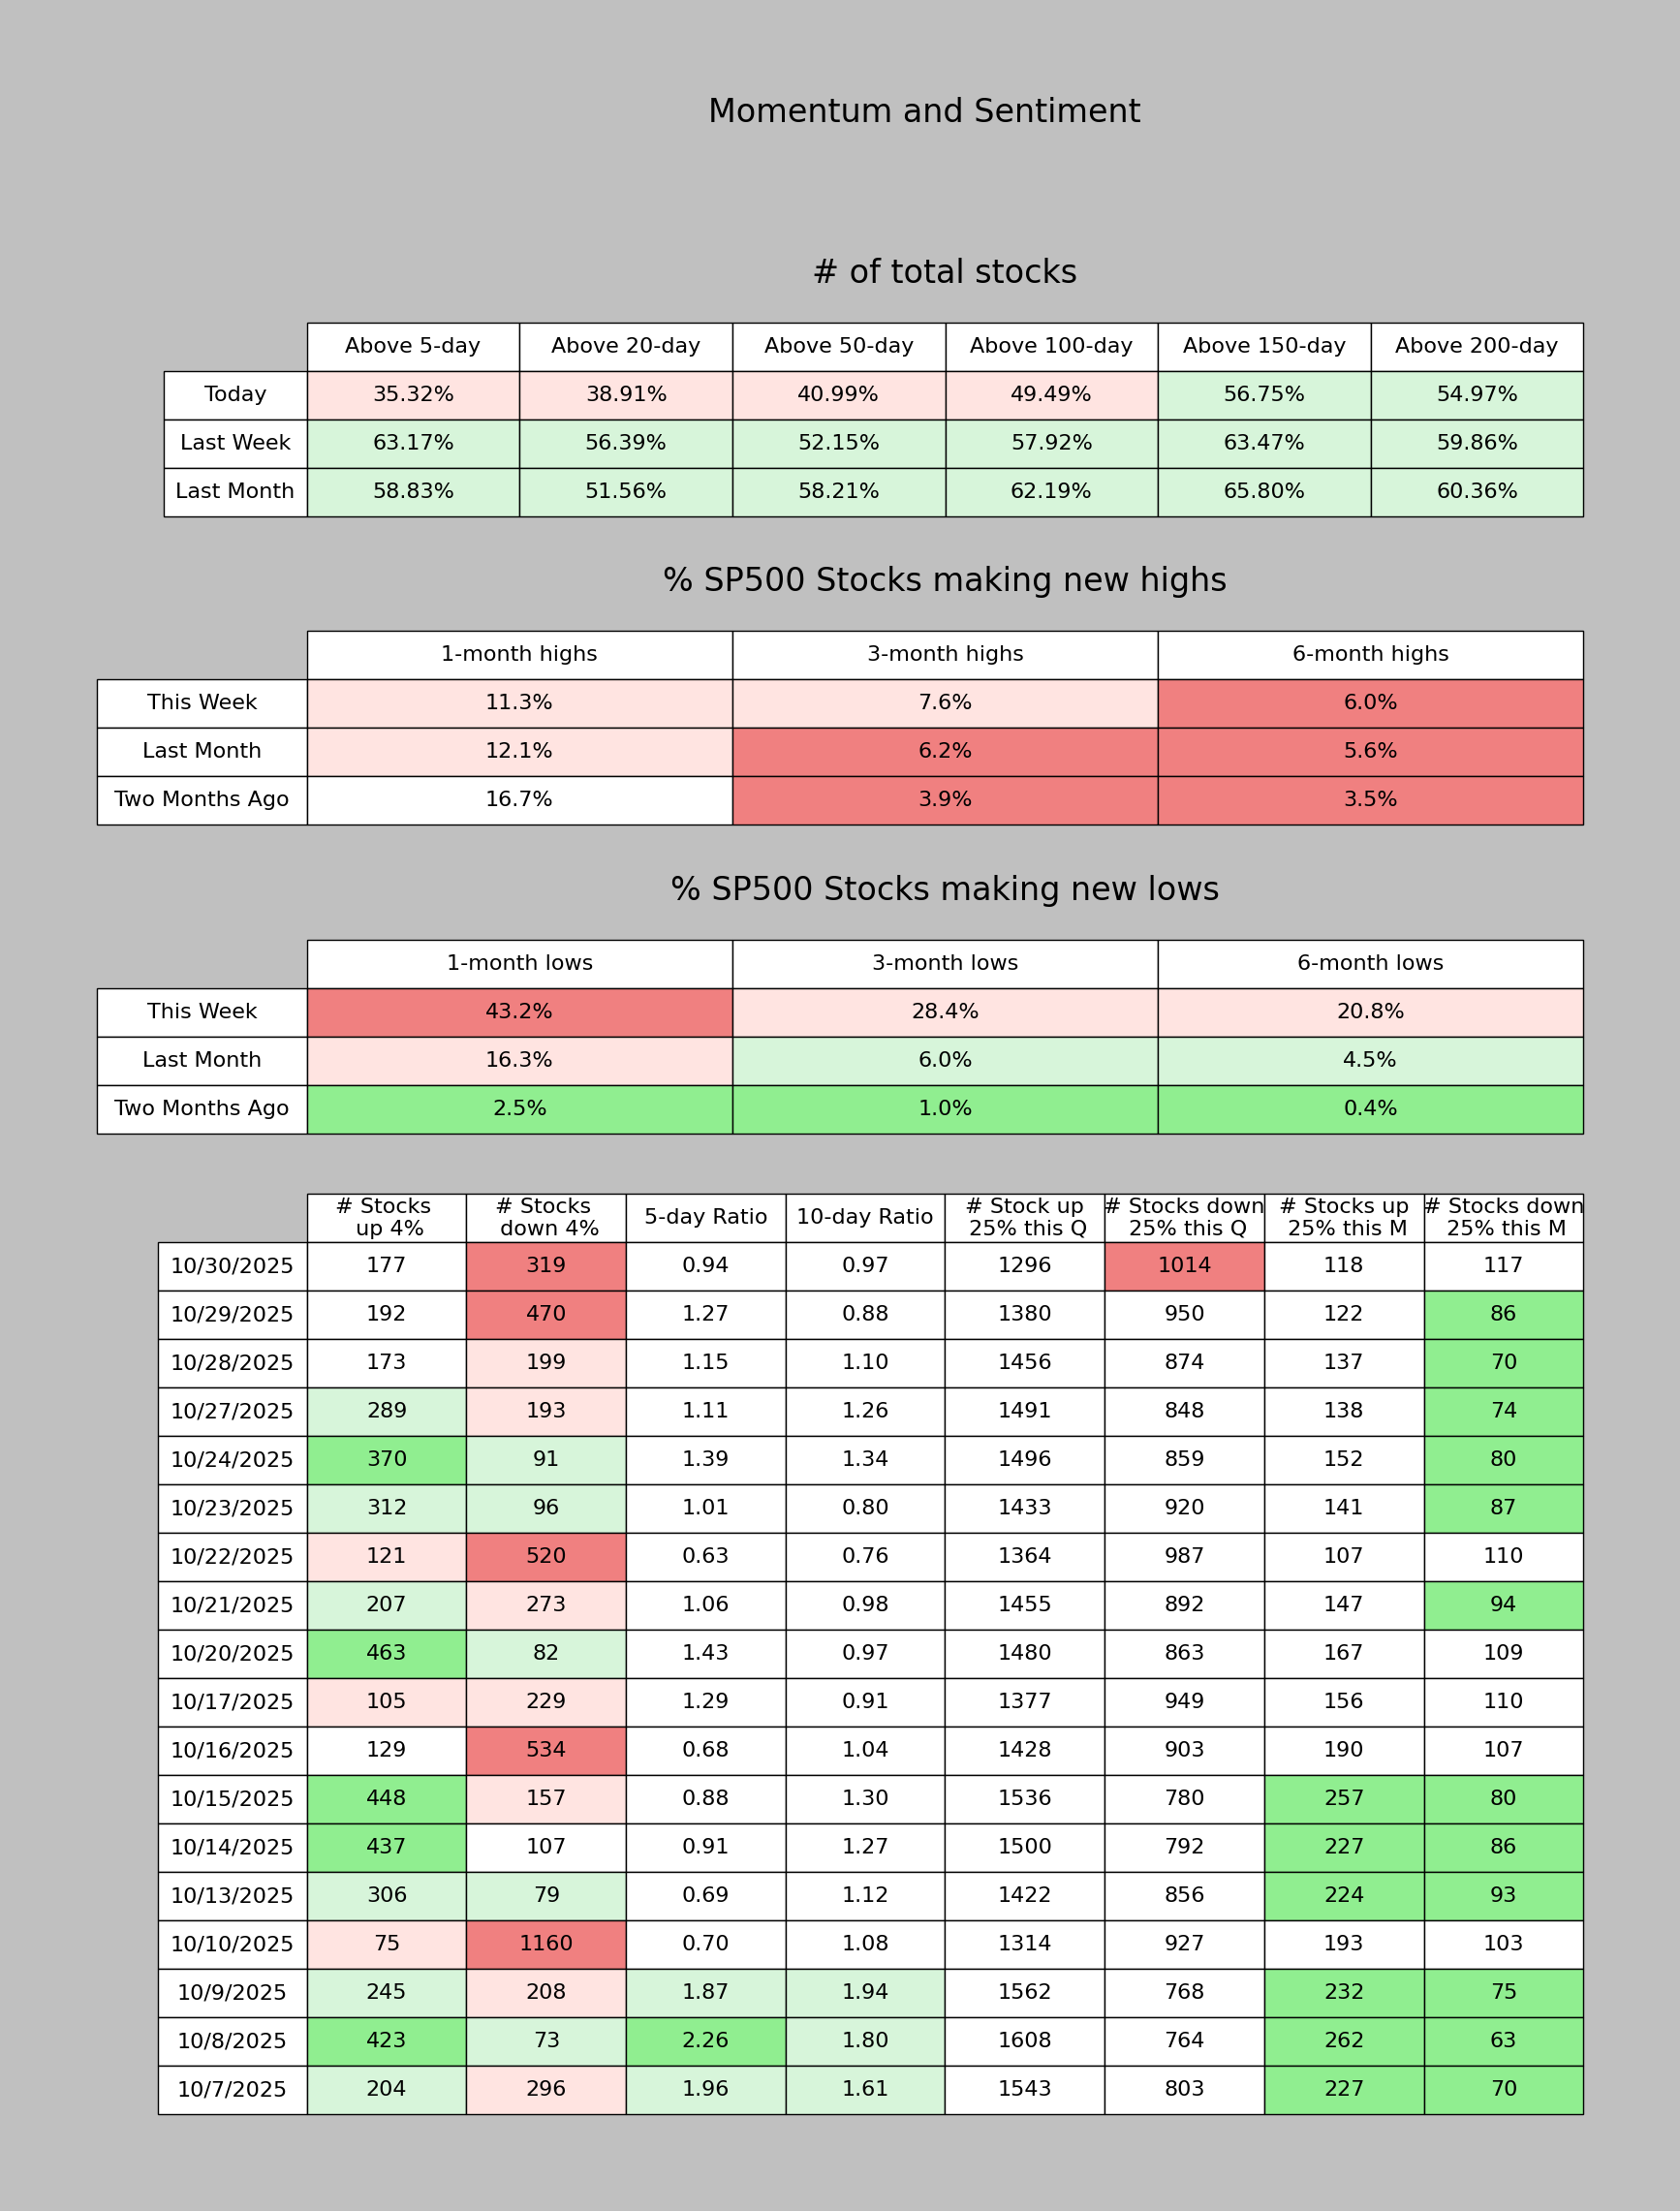 Momentum and Sentiment
# of total stocks
Above 5-day Above 20-day Above 50-day Above 100-day Above 150-day Above 200-day
Today 35.32% 38.91% 40.99% 49.49% 56.75% 54.97%
Last Week 63.17% 56.39% 52.15% 57.92% 63.47% 59.86%
Last Month 58.83% 51.56% 58.21% 62.19% 65.80% 60.36%
% SP500 Stocks making new highs
1-month highs 3-month highs 6-month highs
This Week 11.3% 7.6% 6.0%
Last Month 12.1% 6.2% 5.6%
Two Months Ago 16.7% 3.9% 3.5%
% SP500 Stocks making new lows
1-month lows 3-month lows 6-month lows
This Week 43.2% 28.4% 20.8%
Last Month 16.3% 6.0% 4.5%
Two Months Ago 2.5% 1.0% 0.4%
# Stocks # Stocks 5-day Ratio 10-day Ratio # Stock up # Stocks down # Stocks up # Stocks down
up 4% down 4% 25% this Q 25% this Q 25% this M 25% this M
10/30/2025 177 319 0.94 0.97 1296 1014 118 117
10/29/2025 192 470 1.27 0.88 1380 950 122 86
10/28/2025 173 199 1.15 1.10 1456 874 137 70
10/27/2025 289 193 1.11 1.26 1491 848 138 74
10/24/2025 370 91 1.39 1.34 1496 859 152 80
10/23/2025 312 96 1.01 0.80 1433 920 141 87
10/22/2025 121 520 0.63 0.76 1364 987 107 110
10/21/2025 207 273 1.06 0.98 1455 892 147 94
10/20/2025 463 82 1.43 0.97 1480 863 167 109
10/17/2025 105 229 1.29 0.91 1377 949 156 110
10/16/2025 129 534 0.68 1.04 1428 903 190 107
10/15/2025 448 157 0.88 1.30 1536 780 257 80
10/14/2025 437 107 0.91 1.27 1500 792 227 86
10/13/2025 306 79 0.69 1.12 1422 856 224 93
10/10/2025 75 1160 0.70 1.08 1314 927 193 103
10/9/2025 245 208 1.87 1.94 1562 768 232 75
10/8/2025 423 73 2.26 1.80 1608 764 262 63
10/7/2025 204 296 1.96 1.61 1543 803 227 70